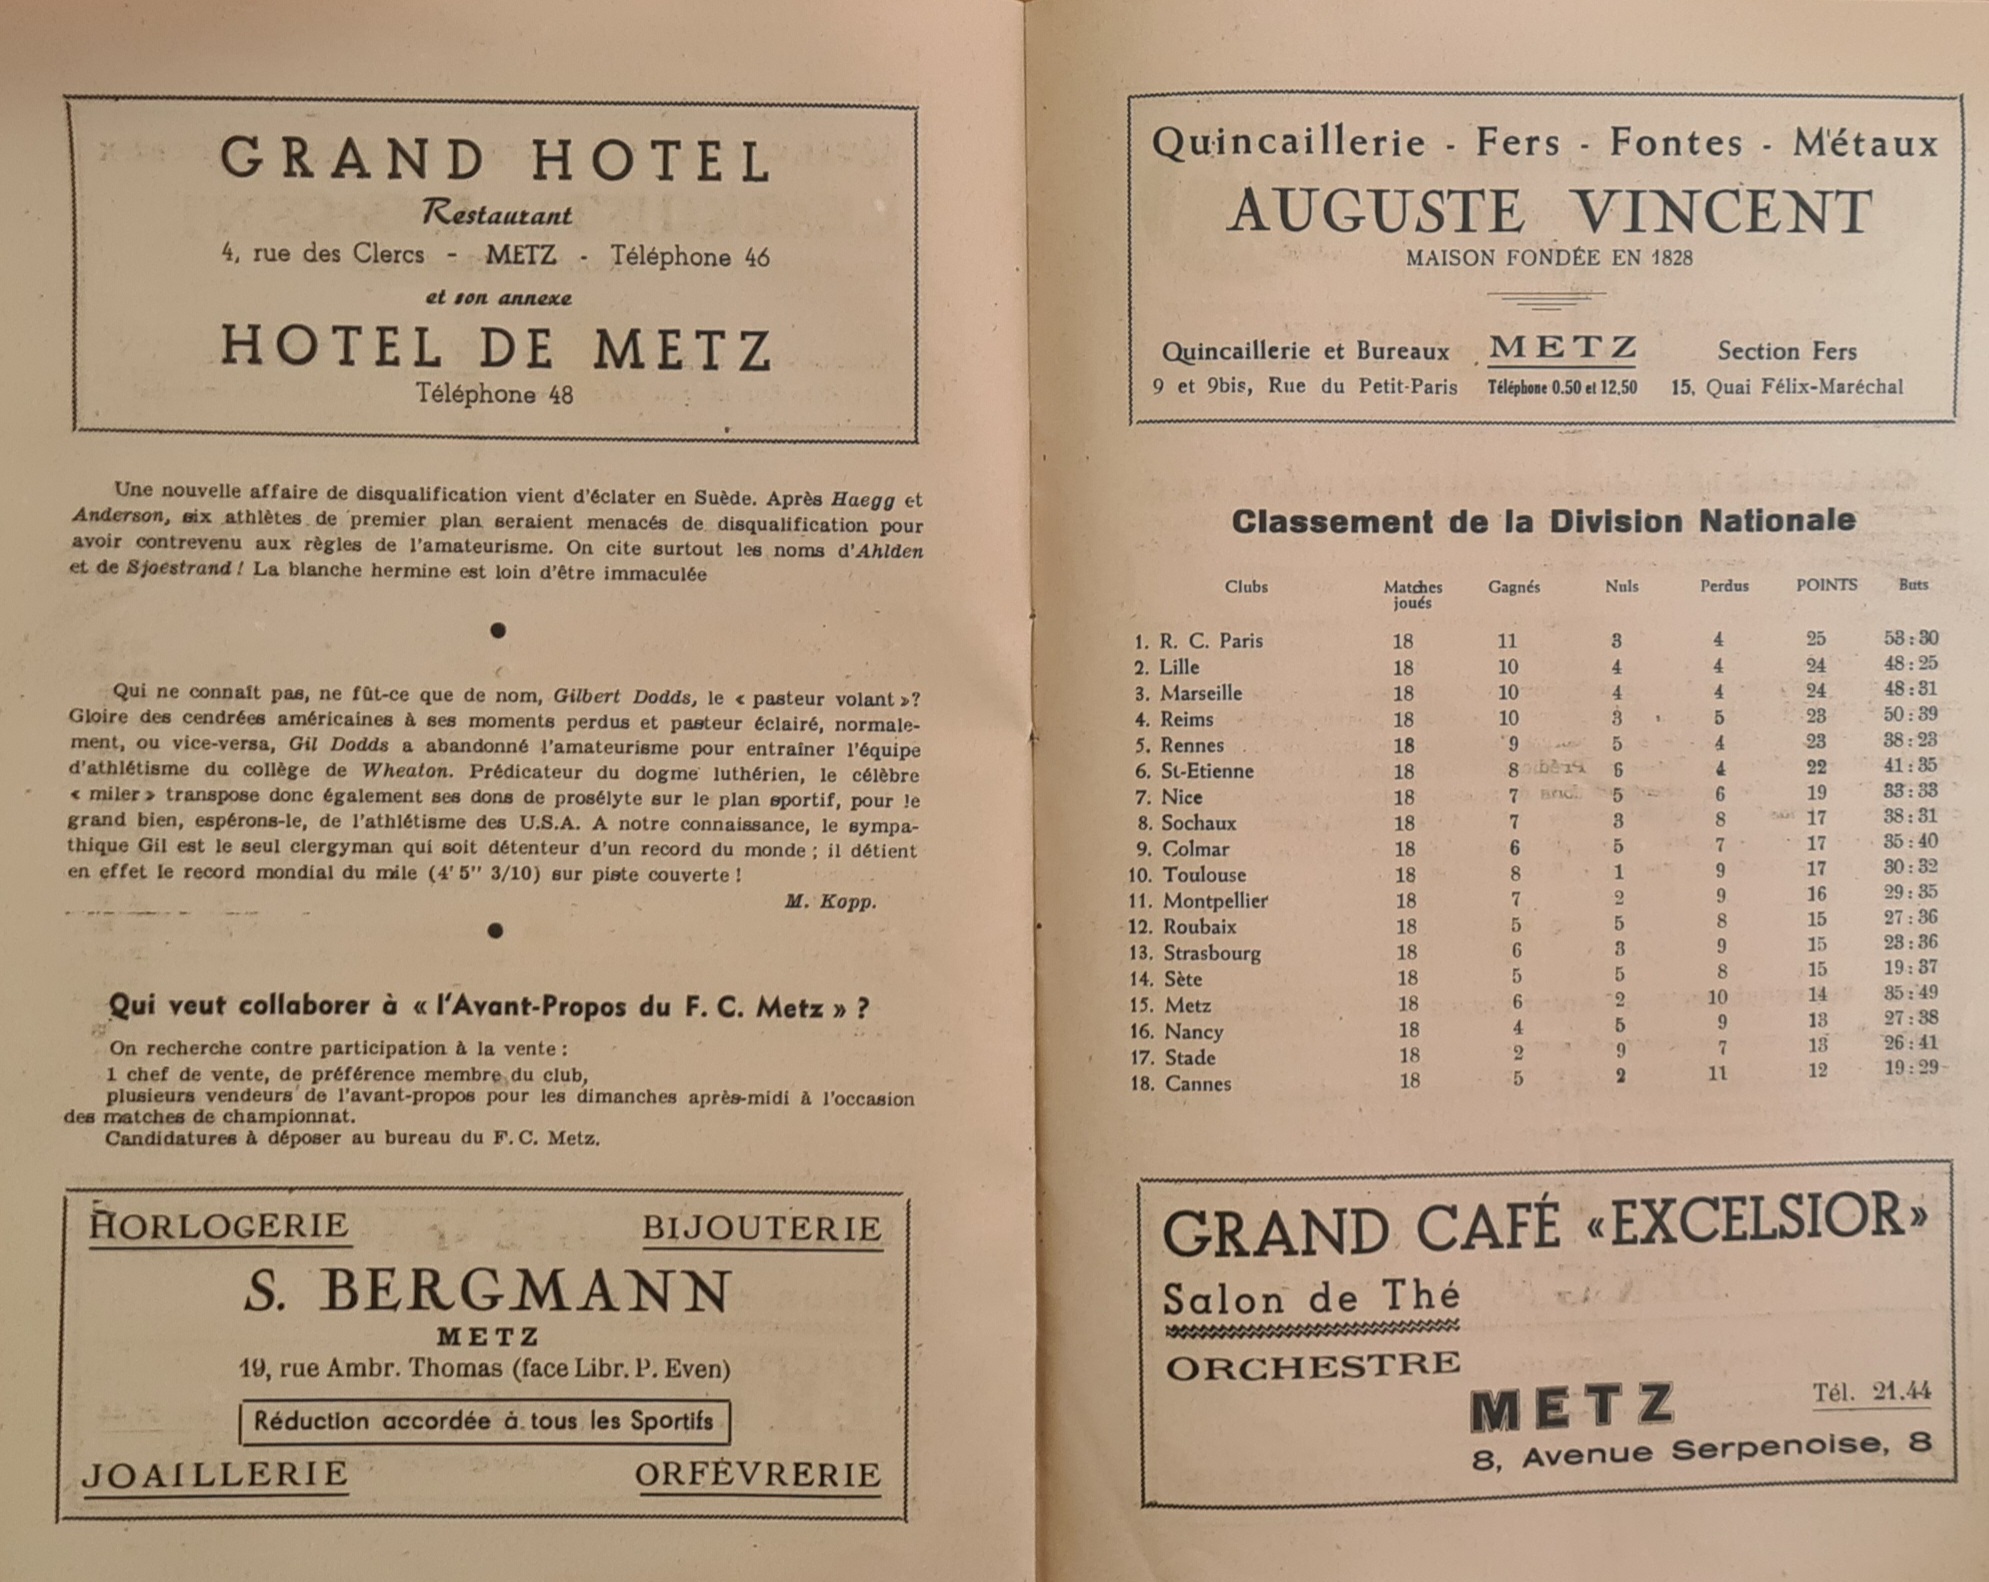 GRAND HOTEL
Restaurant
4, rue des Clercs - METZ - Téléphone 46
et son annexe
HOTEL DE METZ
Téléphone 48
Une nouvelle affaire de disqualification vient d'éclater en Suède. Après Haegg et
Anderson, six athlètes de premier plan seraient menacés de disqualification pour
avoir contrevenu aux règles de l'amateurisme. On cite surtout les noms d'Ahlden
et de Sjoestrand ! La blanche hermine est loin d'être immaculée
●
Qui ne connaît pas, ne fût-ce que de nom, Gilbert Dodds, le « pasteur volant »?
Gloire des cendrées américaines à ses moments perdus et pasteur éclairé, normale-
ment, ou vice-versa, Gil Dodds a abandonné l'amateurisme pour entraîner l'équipe
d'athlétisme du collège de Wheaton. Prédicateur du dogme luthérien, le célèbre
« miler » transpose donc également ses dons de prosélyte sur le plan sportif, pour le
grand bien, espérons-le, de l'athlétisme des U.S.A. A notre connaissance, le sympa-
thique Gil est le seul clergyman qui soit détenteur d'un record du monde ; il détient
en effet le record mondial du mile (4' 5'' 3/10) sur piste couverte !
M. Kopp.
●
Qui veut collaborer à « l'Avant-Propos du F. C. Metz » ?
On recherche contre participation à la vente :
1 chef de vente, de préférence membre du club,
plusieurs vendeurs de l'avant-propos pour les dimanches après-midi à l'occasion
des matches de championnat.
Candidatures à déposer au bureau du F. C. Metz.
HORLOGERIE BIJOUTERIE
S. BERGMANN
METZ
19, rue Ambr. Thomas (face Libr. P. Even)
Réduction accordée à tous les Sportifs
JOAILLERIE ORFÈVRERIE
Quincaillerie - Fers - Fontes - Métaux
AUGUSTE VINCENT
MAISON FONDÉE EN 1828
Quincaillerie et Bureaux METZ Section Fers
9 et 9bis, Rue du Petit-Paris Téléphone 0.50 et 12.50 15, Quai Félix-Maréchal
Classement de la Division Nationale
Clubs Matches joués Gagnés Nuls Perdus POINTS Buts
1. R. C. Paris 18 11 3 4 25 53 : 30
2. Lille 18 10 4 4 24 48 : 25
3. Marseille 18 10 4 4 24 48 : 31
4. Reims 18 10 3 5 23 50 : 39
5. Rennes 18 9 5 4 23 38 : 23
6. St-Etienne 18 8 6 4 22 41 : 35
7. Nice 18 7 5 6 19 33 : 33
8. Sochaux 18 7 3 8 17 38 : 31
9. Colmar 18 6 5 7 17 35 : 40
10. Toulouse 18 8 1 9 17 30 : 32
11. Montpellier 18 7 2 9 16 29 : 35
12. Roubaix 18 5 5 8 15 27 : 36
13. Strasbourg 18 6 3 9 15 23 : 36
14. Sète 18 5 5 8 15 19 : 37
15. Metz 18 6 2 10 14 35 : 49
16. Nancy 18 4 5 9 13 27 : 38
17. Stade 18 2 9 7 13 26 : 41
18. Cannes 18 5 2 11 12 19 : 29
GRAND CAFÉ «EXCELSIOR»
Salon de Thé
ORCHESTRE
METZ Tél. 21.44
8, Avenue Serpenoise, 8